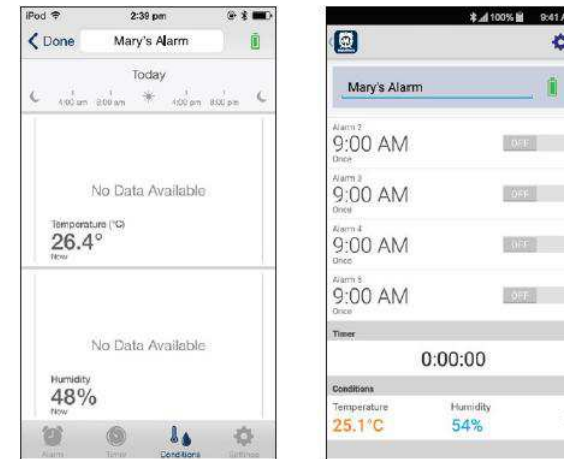 iPod 2:39 pm
Done Mary's Alarm
Today
4:00 am 8:00 am 4:00 pm 8:00 pm
No Data Available
Temperature (°C)
26.4°
Now
No Data Available
Humidity
48%
Now
Alarm Timer Conditions Settings
100% 9:41 A
Mary's Alarm
Alarm 2
9:00 AM OFF
Once
Alarm 3
9:00 AM OFF
Once
Alarm 4
9:00 AM OFF
Once
Alarm 5
9:00 AM OFF
Once
Timer
0:00:00
Conditions
Temperature Humidity
25.1°C 54%